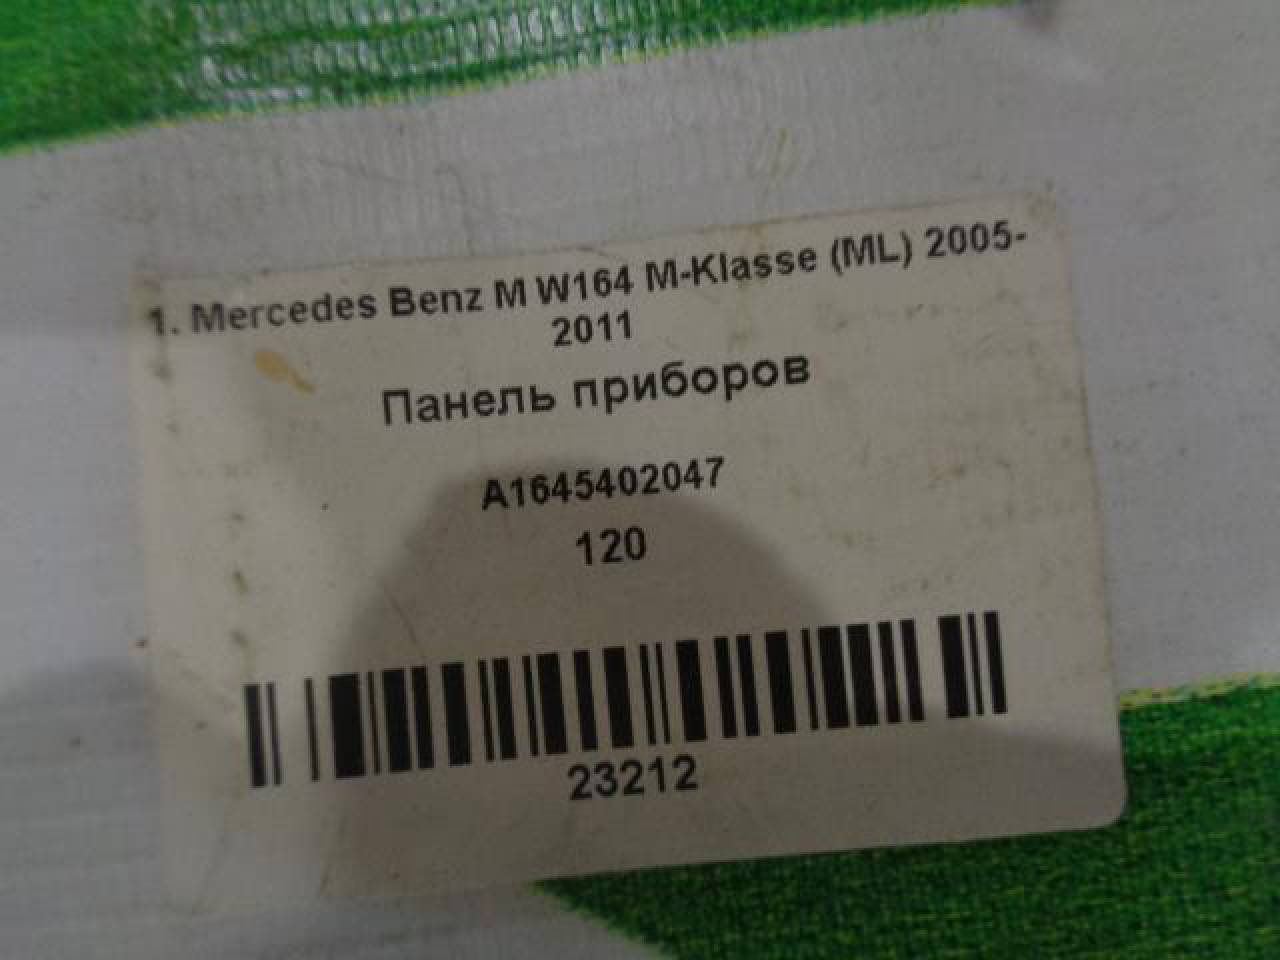 1. Mercedes Benz M W164 M-Klasse (ML) 2005-
2011
Панель приборов
A1645402047
120
23212